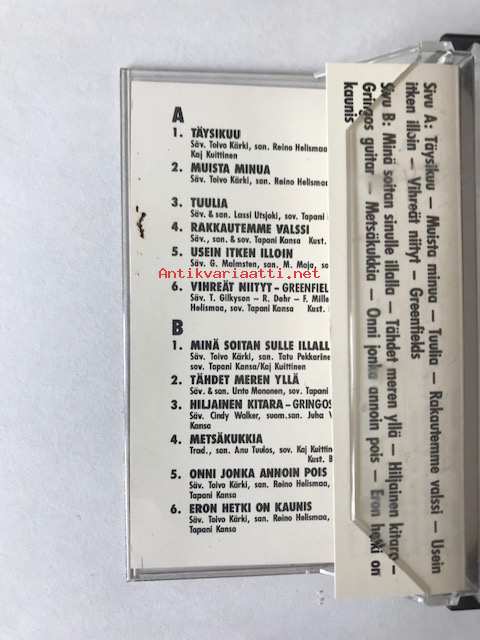 A
1. TÄYSIKUU
Säv. Toivo Kärki, san. Reino Helismaa
Kaj Kuittinen
2. MUISTA MINUA
Säv. Toivo Kärki, san. Reino Helismaa
3. TUULIA
Säv. & san. Lassi Utsjoki, sov. Tapani
4. RAKKAUTEMME VALSSI
Säv., san. & sov. Tapani Kansa Kust.
5. USEIN ITKEN ILLOIN
Säv. G. Malmsten, san. M. Maja,
6. VIHREÄT NIITYT - GREENFIEL
Säv. T. Gilkyson - R. Dehr - F. Mille
Helismaa, sov. Tapani Kansa Kust.
B
1. MINÄ SOITAN SULLE ILLALL
Säv. Toivo Kärki, san. Tatu Pekkarine
sov. Tapani Kansa/Kaj Kuittinen
2. TÄHDET MEREN YLLÄ
Säv. & san. Unto Mononen, sov. Tapani
3. HILJAINEN KITARA - GRINGOS
Säv. Cindy Walker, suom.san. Juha
Kansa
4. METSÄKUKKIA
Trad., san. Anu Tuulos, sov. Kaj Kuittin
Kust.
5. ONNI JONKA ANNOIN POIS
Säv. Toivo Kärki, san. Reino Helismaa,
Tapani Kansa
6. ERON HETKI ON KAUNIS
Säv. Toivo Kärki, san. Reino Helismaa,
Tapani Kansa
Sivu A: Täysikuu — Muista minua — Tuulia — Rakautemme valssi — Usein
itken illoin — Vihreät niityt — Greenfields
Sivu B: Minä soitan sinulle illalla — Tähdet meren yllä — Hiljainen kitara —
Gringos guitar — Metsäkukkia — Onni jonka annoin pois — Eron hetki on
kaunis
Antikvariaatti.net